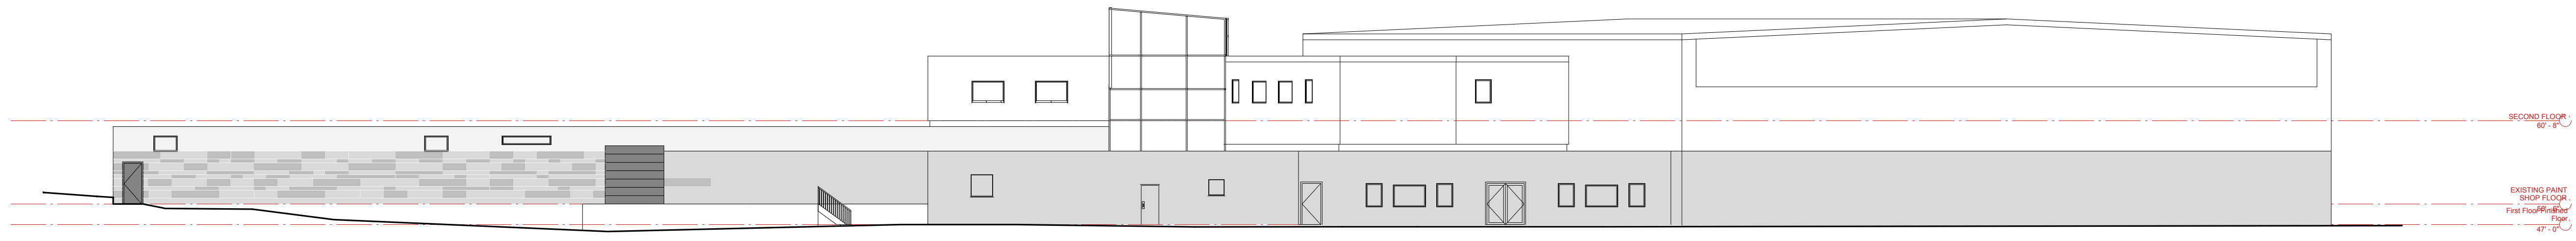 SECOND FLOOR
60' - 8"
EXISTING PAINT
SHOP FLOOR
First Floor Finished
Floor
47' - 0"